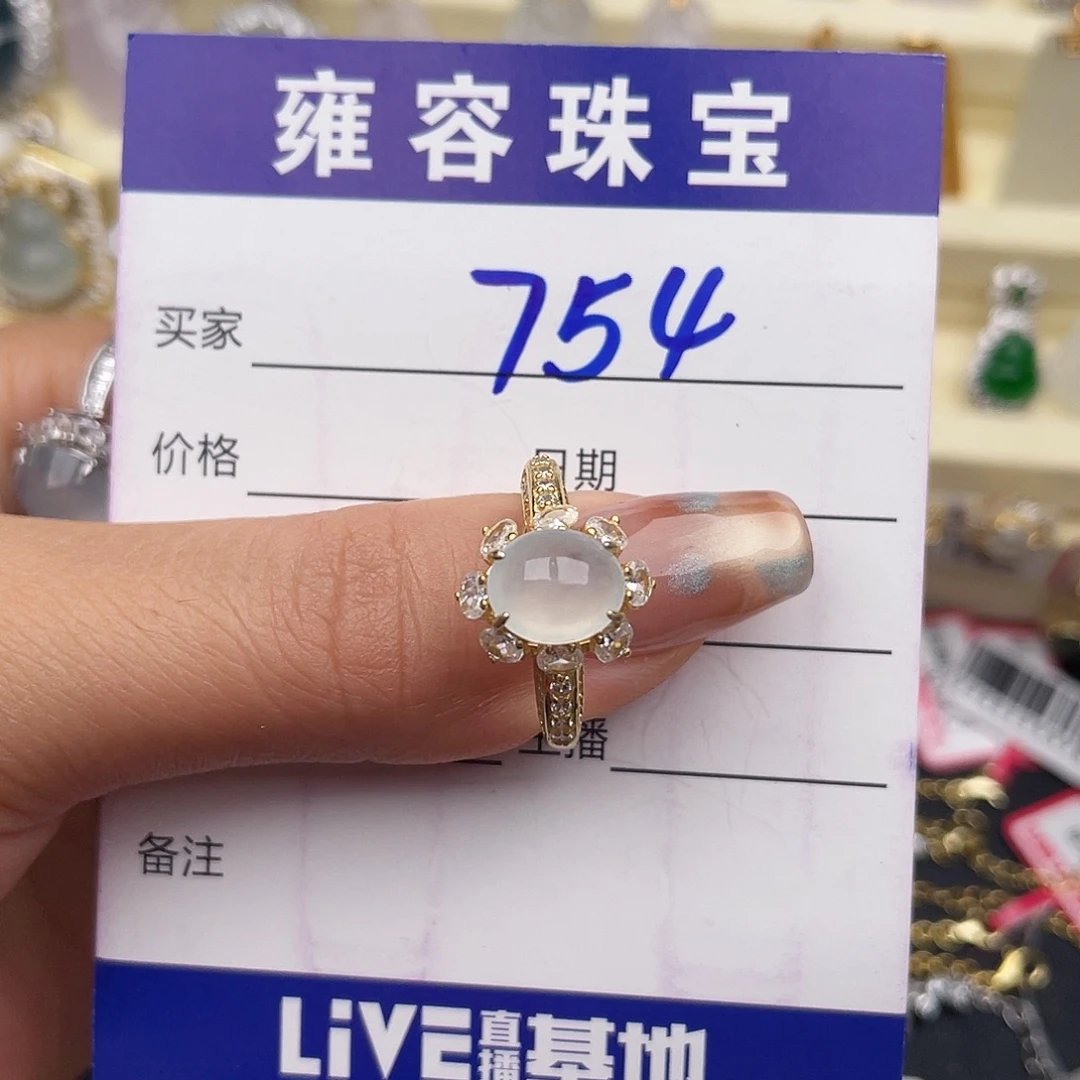 雍容珠宝
买家 754
价格 日期
主播
备注
LiVE直播基地